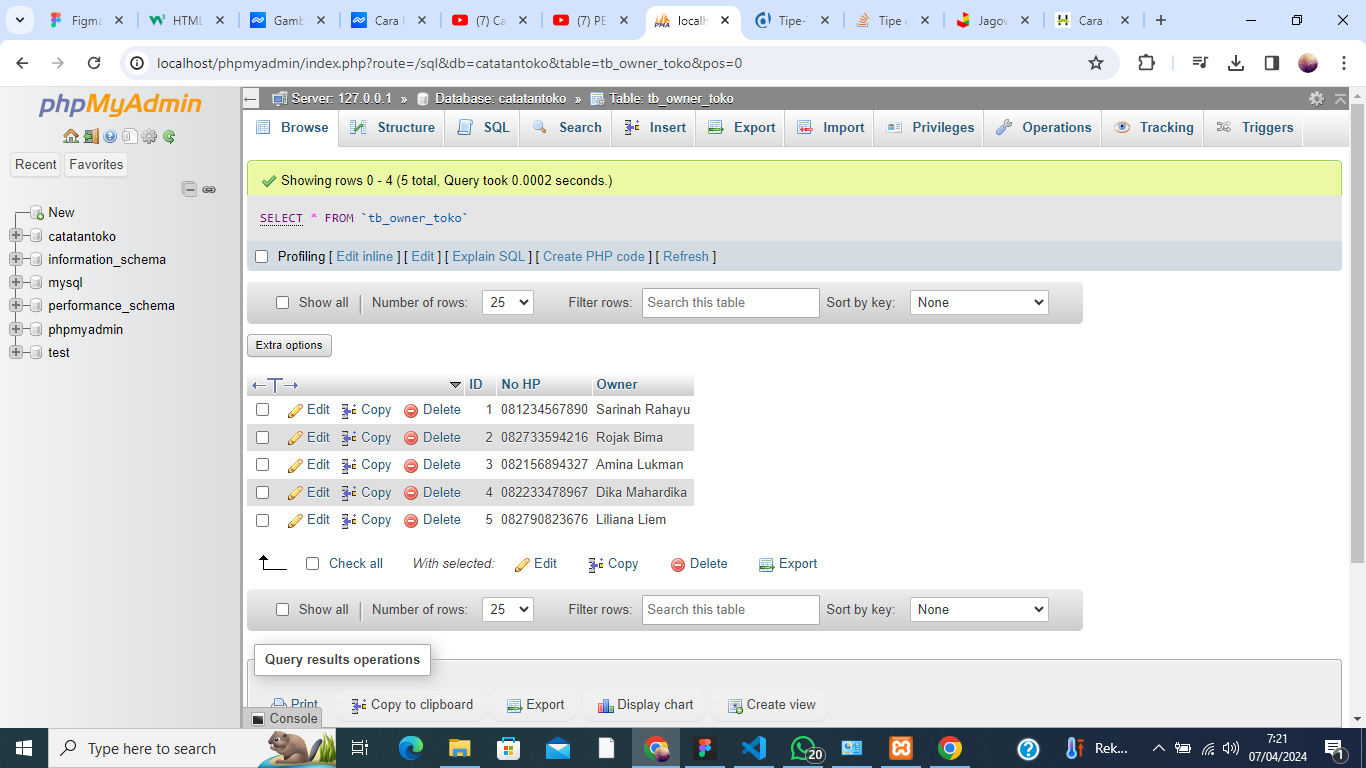 Figma
HTML
Gamb
Cara
(7) Ca
(7) PE
localh
Tipe-
Tipe
Jagow
Cara
localhost/phpmyadmin/index.php?route=/sql&db=catatantoko&table=tb_owner_toko&pos=0
phpMyAdmin
Server: 127.0.0.1 » Database: catatantoko » Table: tb_owner_toko
Browse Structure SQL Search Insert Export Import Privileges Operations Tracking Triggers
Recent Favorites
New
catatantoko
information_schema
mysql
performance_schema
phpmyadmin
test
Showing rows 0 - 4 (5 total, Query took 0.0002 seconds.)
SELECT * FROM `tb_owner_toko`
Profiling [ Edit inline ] [ Edit ] [ Explain SQL ] [ Create PHP code ] [ Refresh ]
Show all Number of rows: 25 Filter rows: Search this table Sort by key: None
Extra options
←T→ ID No HP Owner
Edit Copy Delete 1 081234567890 Sarinah Rahayu
Edit Copy Delete 2 082733594216 Rojak Bima
Edit Copy Delete 3 082156894327 Amina Lukman
Edit Copy Delete 4 082233478967 Dika Mahardika
Edit Copy Delete 5 082790823676 Liliana Liem
Check all With selected: Edit Copy Delete Export
Show all Number of rows: 25 Filter rows: Search this table Sort by key: None
Query results operations
Print Copy to clipboard Export Display chart Create view
Console
Type here to search
20
Rek...
7:21
07/04/2024
1